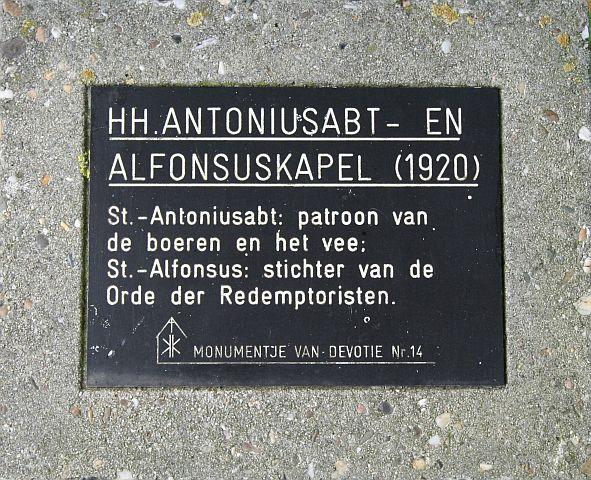 HH. ANTONIUSABT- EN
ALFONSUSKAPEL (1920)
St.-Antoniusabt: patroon van
de boeren en het vee;
St.-Alfonsus: stichter van de
Orde der Redemptoristen.
MONUMENTJE VAN DEVOTIE Nr.14